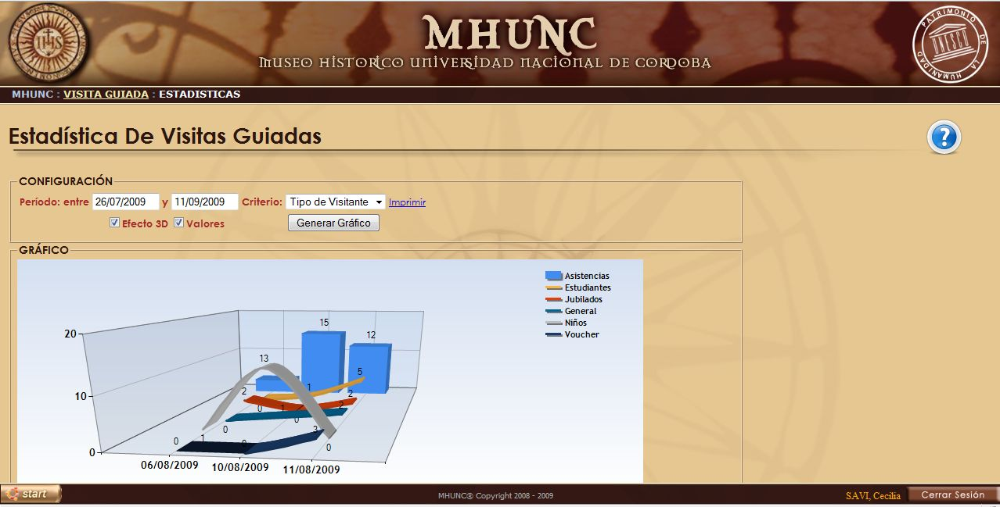 MHUNC
MUSEO HISTORICO UNIVERSIDAD NACIONAL DE CORDOBA
IHS
PATRIMONIO DE LA HUMANIDAD
UNESCO
MHUNC : VISITA GUIADA : ESTADISTICAS
Estadística De Visitas Guiadas
?
CONFIGURACIÓN
Período: entre 26/07/2009 y 11/09/2009 Criterio: Tipo de Visitante Imprimir
Efecto 3D Valores Generar Gráfico
GRÁFICO
Asistencias
Estudiantes
Jubilados
General
Niños
Voucher
15
12
20
13
5
2 1 2
10
0 1 2
0 0
3
0 1 0 0
0
06/08/2009 10/08/2009 11/08/2009
start MHUNC® Copyright 2008 - 2009 SAVI, Cecilia Cerrar Sesión